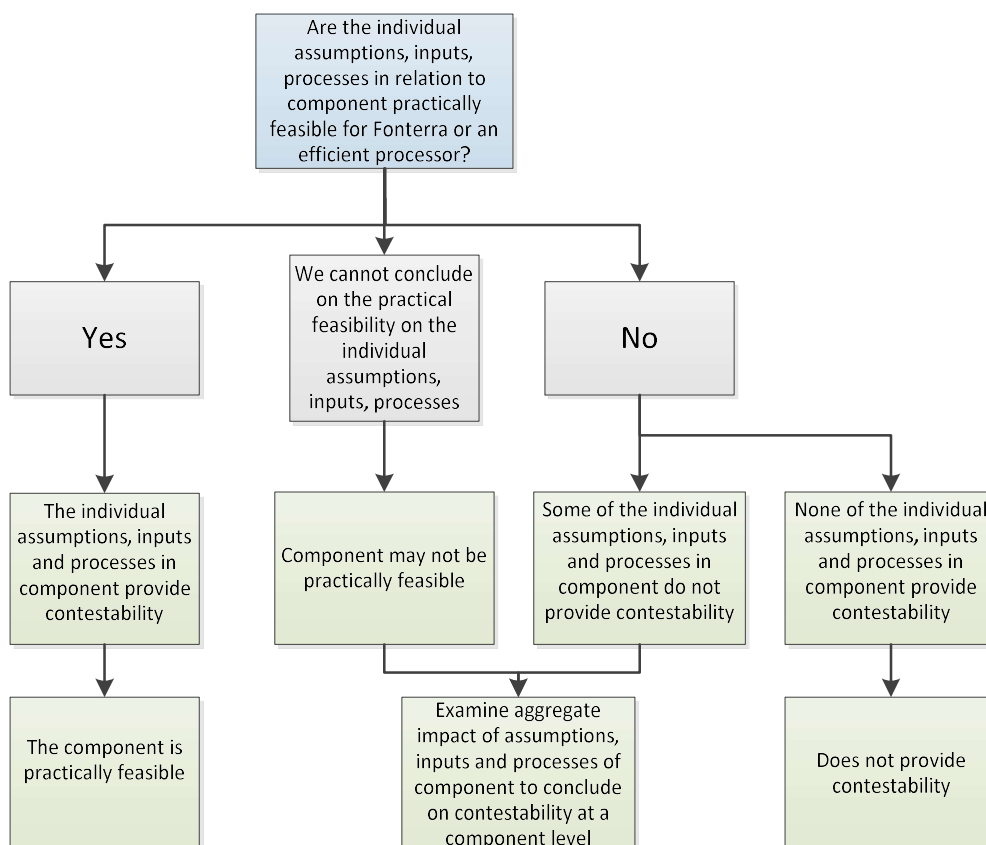 Are the individual
assumptions, inputs,
processes in relation to
component practically
feasible for Fonterra or an
efficient processor?
Yes
We cannot conclude
on the practical
feasibility on the
individual
assumptions,
inputs, processes
No
The individual
assumptions, inputs
and processes in
component provide
contestability
Component may not be
practically feasible
Some of the individual
assumptions, inputs
and processes in
component do not
provide contestability
None of the individual
assumptions, inputs
and processes in
component provide
contestability
The component is
practically feasible
Examine aggregate
impact of assumptions,
inputs and processes of
component to conclude
on contestability at a
component level
Does not provide
contestability